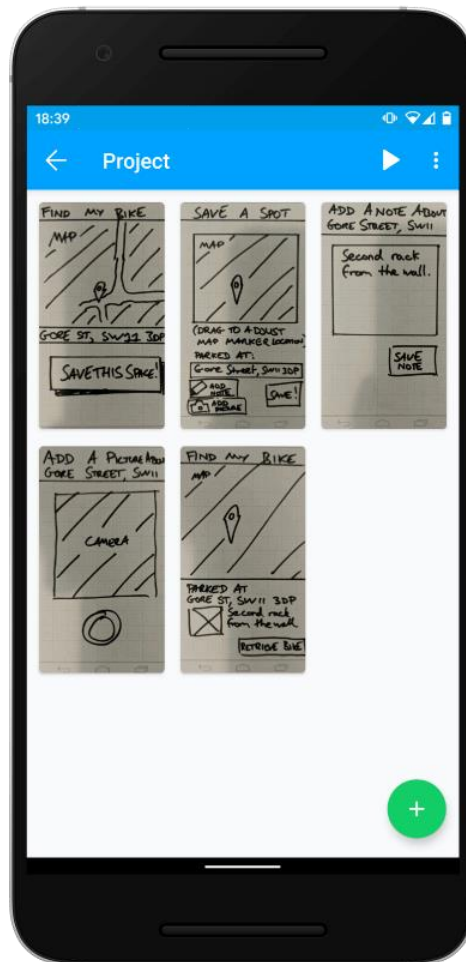 18:39
Project
FIND MY BIKE
MAP
GORE ST, SW11 3DP
SAVE THIS SPACE!
SAVE A SPOT
MAP
(DRAG TO ADJUST
MAP MARKER LOCATION)
PARKED AT:
Gore Street, SW11 3DP
ADD
NOTE
ADD
PICTURE
SAVE!
ADD A NOTE ABOUT
GORE STREET, SW11
Second rack
from the wall.
SAVE
NOTE
ADD A PICTURE ABOU
GORE STREET, SW11
CAMERA
FIND MY BIKE
MAP
PARKED AT
GORE ST, SW11 3DP
Second rack
from the wall
RETRIEVE BIKE